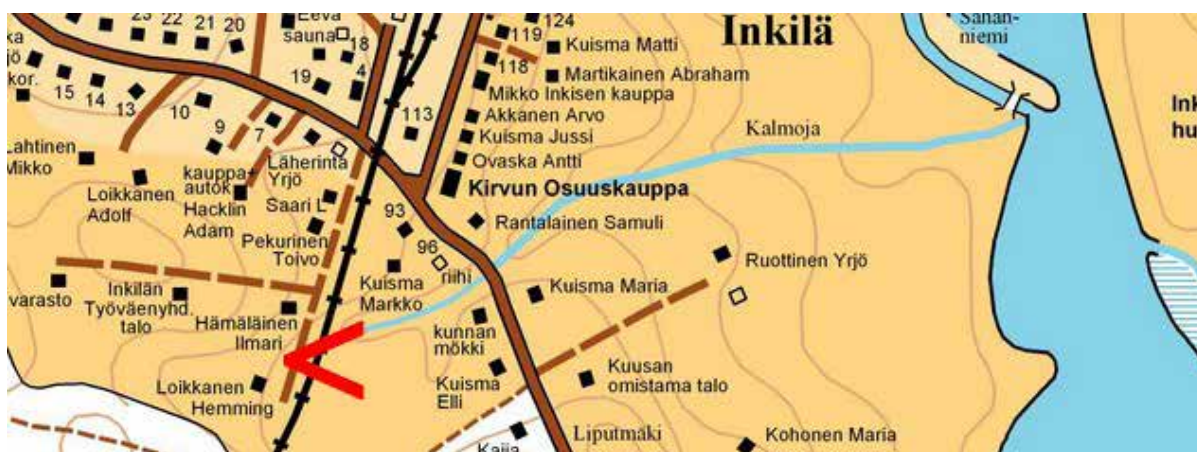 23
22
21
20
Eeva
sauna
18
19
4
kor.
15
14
13
10
9
7
113
124
119
118
Kuisma Matti
Martikainen Abraham
Mikko Inkisen kauppa
Akkanen Arvo
Kuisma Jussi
Ovaska Antti
Kirvun Osuuskauppa
Rantalainen Samuli
Inkilä
Sahan-
niemi
Kalmoja
Lahtinen
Mikko
Loikkanen
Adolf
kauppa+
autok
Hacklin
Adam
Läherinta
Yrjö
Saari L
Pekurinen
Toivo
93
96
riihi
Kuisma
Markko
Kuisma Maria
Ruottinen Yrjö
varasto
Inkilän
Työväenyhd.
talo
Hämäläinen
Ilmari
kunnan
mökki
Kuisma
Elli
Kuusan
omistama talo
Loikkanen
Hemming
Liputmäki
Kohonen Maria
Kaija